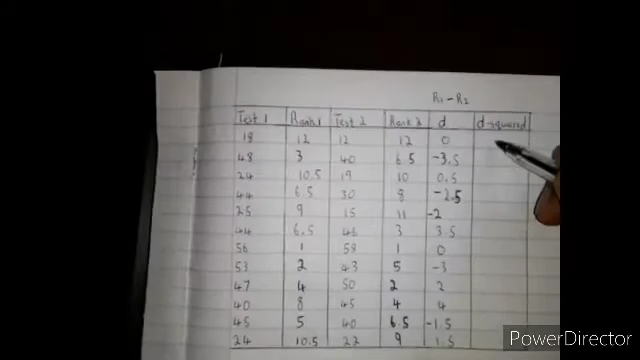 R1 - R2
Test 1 Rank 1 Test 2 Rank 2 d d-squared
18 12 12 12 0
48 3 40 6.5 -3.5
24 10.5 19 10 0.5
44 6.5 30 8 -2.5
25 9 15 11 -2
44 6.5 46 3 3.5
56 1 59 1 0
53 2 43 5 -3
47 4 50 2 2
40 8 45 4 4
45 5 40 6.5 -1.5
24 10.5 22 9 1.5
PowerDirector